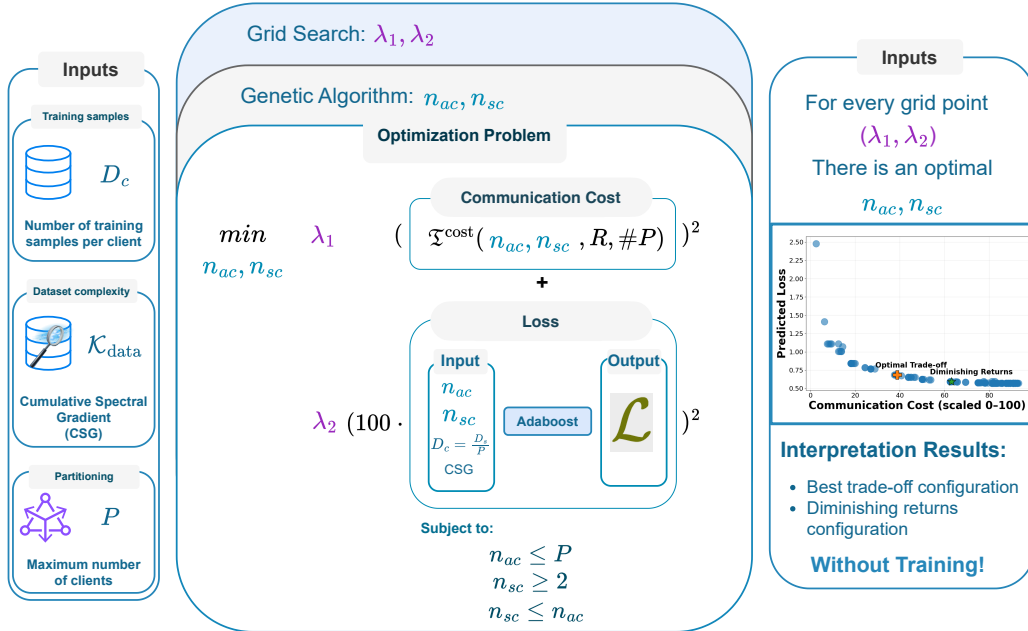 Inputs
Training samples
D_c
Number of training
samples per client
Dataset complexity
𝒦_data
Cumulative Spectral
Gradient
(CSG)
Partitioning
P
Maximum number
of clients
Grid Search: λ₁, λ₂
Genetic Algorithm: n_ac, n_sc
Optimization Problem
Communication Cost
min λ₁ ( 𝔗^cost( n_ac, n_sc , R, #P) )²
n_ac, n_sc
+
Loss
Input
n_ac
n_sc
D_c = D_s/P
CSG
Adaboost
Output
ℒ
λ₂ (100 · )²
Subject to:
n_ac ≤ P
n_sc ≥ 2
n_sc ≤ n_ac
Inputs
For every grid point
(λ₁, λ₂)
There is an optimal
n_ac, n_sc
Predicted Loss
2.50
2.25
2.00
1.75
1.50
1.25
1.00
0.75
0.50
Optimal Trade-off
Diminishing Returns
0 20 40 60 80
Communication Cost (scaled 0–100)
Interpretation Results:
• Best trade-off configuration
• Diminishing returns
configuration
Without Training!